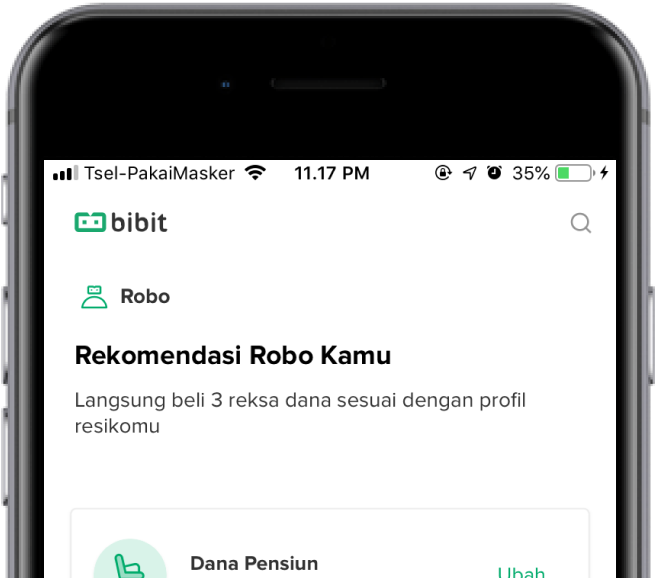 Tsel-PakaiMasker 11.17 PM 35%
bibit
Robo
Rekomendasi Robo Kamu
Langsung beli 3 reksa dana sesuai dengan profil
resikomu
Dana Pensiun
Ubah